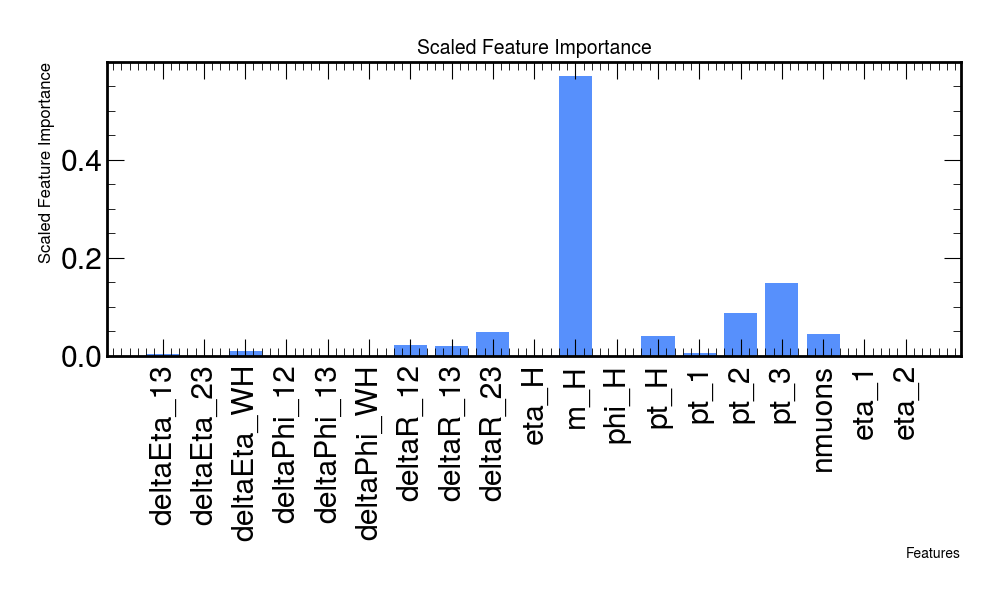 Scaled Feature Importance
Scaled Feature Importance
0.4
0.2
0.0
deltaEta_13
deltaEta_23
deltaEta_WH
deltaPhi_12
deltaPhi_13
deltaPhi_WH
deltaR_12
deltaR_13
deltaR_23
eta_H
m_H
phi_H
pt_H
pt_1
pt_2
pt_3
nmuons
eta_1
eta_2
Features